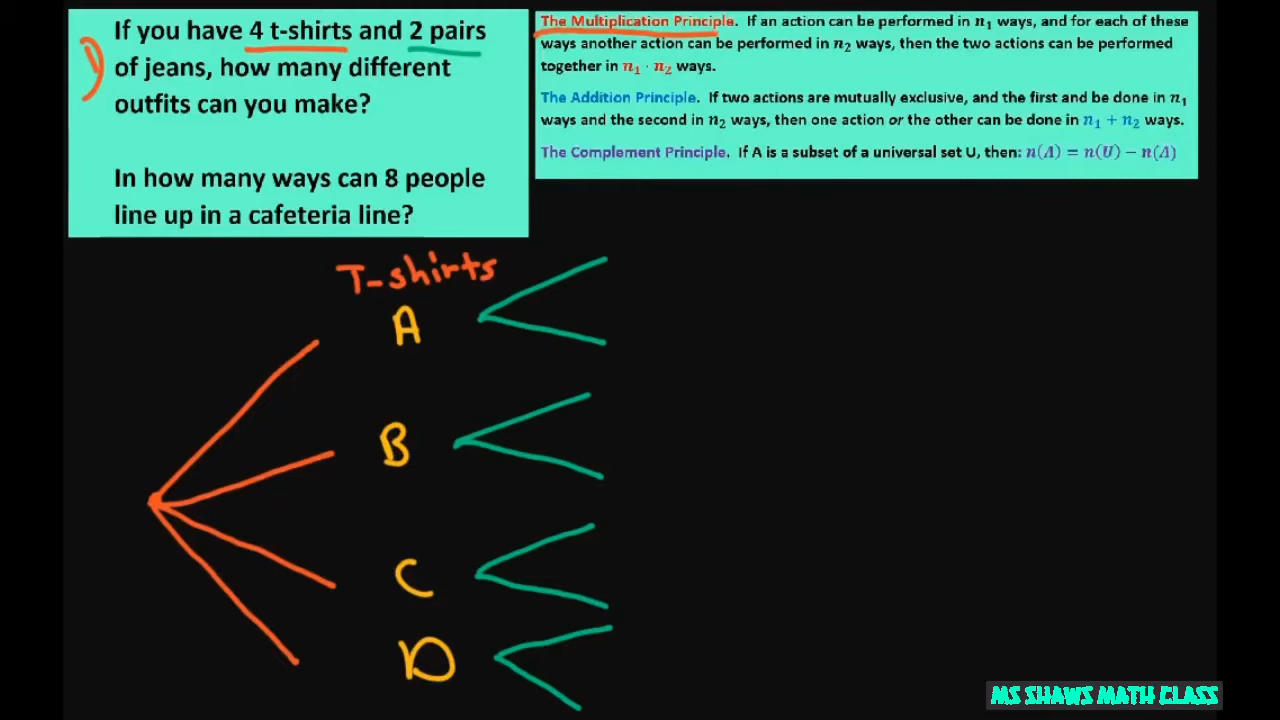 If you have 4 t-shirts and 2 pairs
of jeans, how many different
outfits can you make?
In how many ways can 8 people
line up in a cafeteria line?
The Multiplication Principle. If an action can be performed in n₁ ways, and for each of these
ways another action can be performed in n₂ ways, then the two actions can be performed
together in n₁ · n₂ ways.
The Addition Principle. If two actions are mutually exclusive, and the first and be done in n₁
ways and the second in n₂ ways, then one action or the other can be done in n₁ + n₂ ways.
The Complement Principle. If A is a subset of a universal set U, then: n(A) = n(U) − n(A)
T-shirts
A
B
C
D
MS SHAWS MATH CLASS